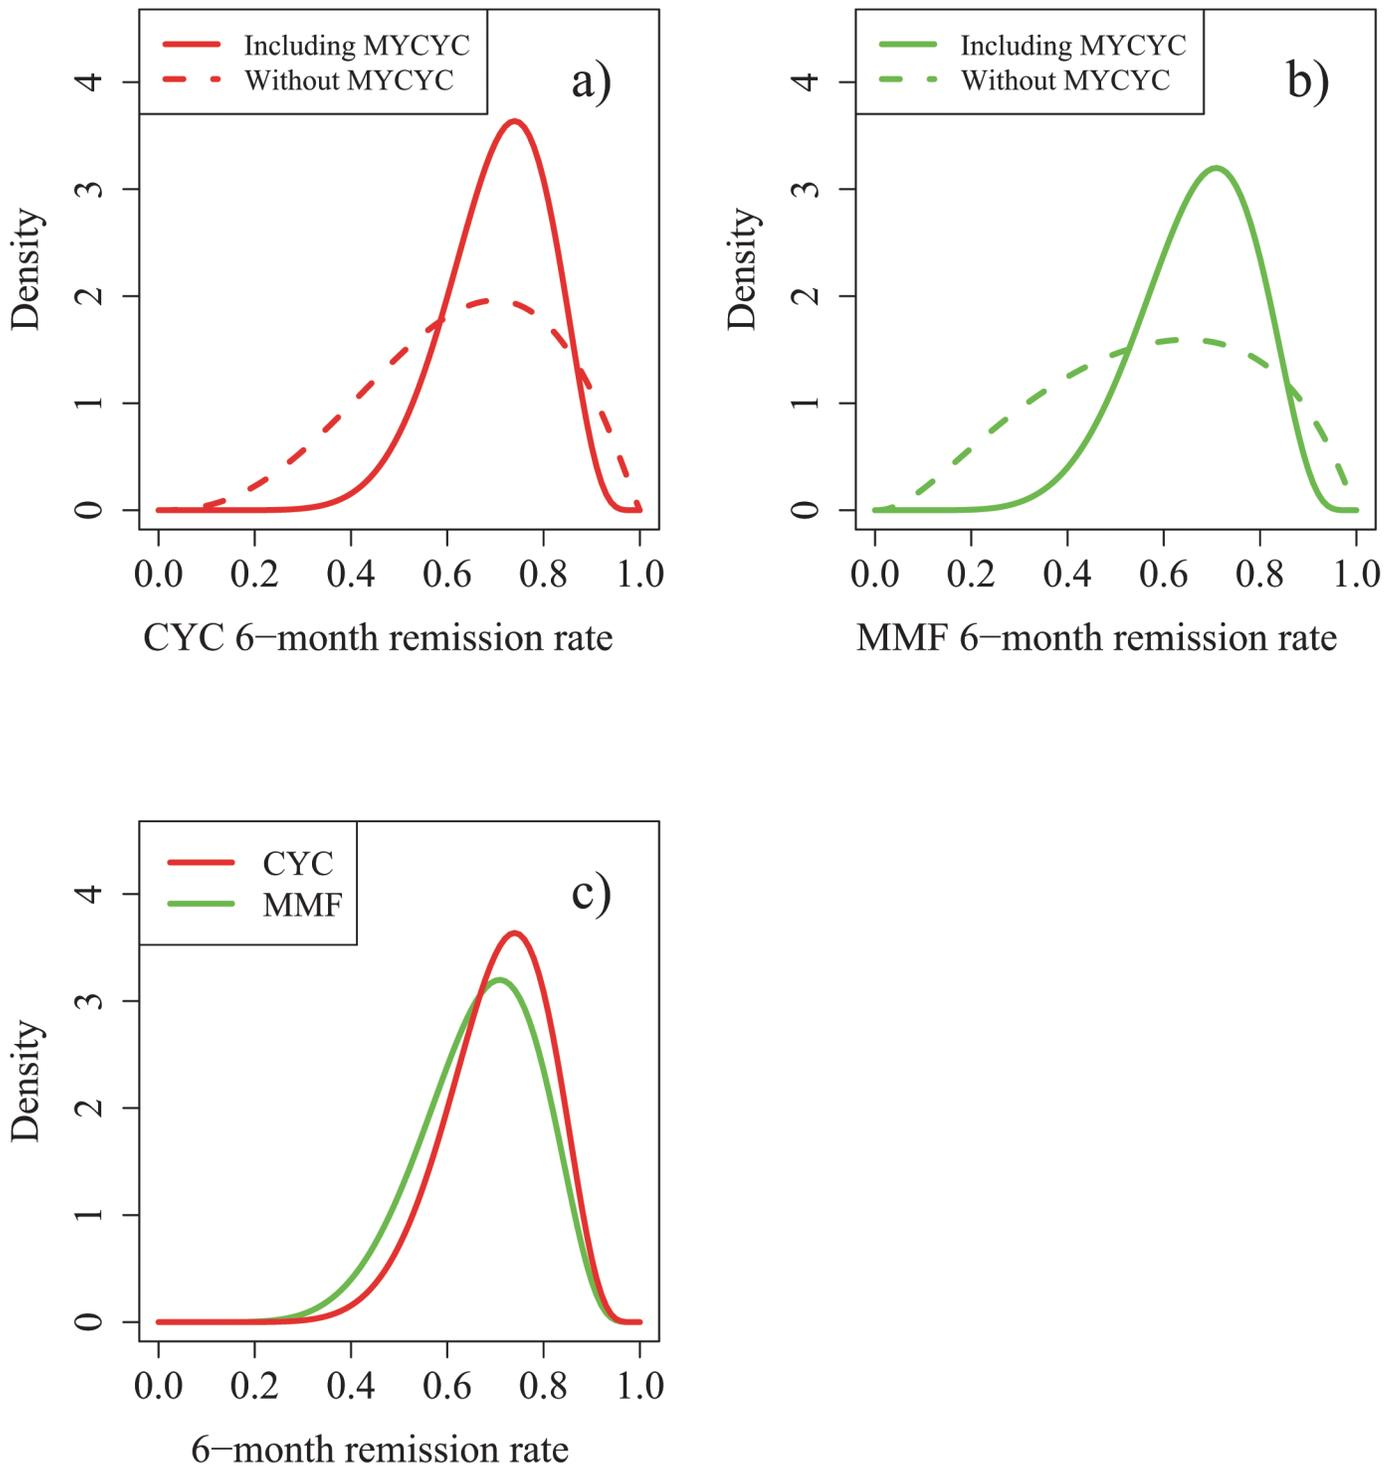 Including MYCYC
Without MYCYC
a)
4
3
2
1
0
Density
0.0 0.2 0.4 0.6 0.8 1.0
CYC 6−month remission rate
Including MYCYC
Without MYCYC
b)
4
3
2
1
0
Density
0.0 0.2 0.4 0.6 0.8 1.0
MMF 6−month remission rate
CYC
MMF
c)
4
3
2
1
0
Density
0.0 0.2 0.4 0.6 0.8 1.0
6−month remission rate